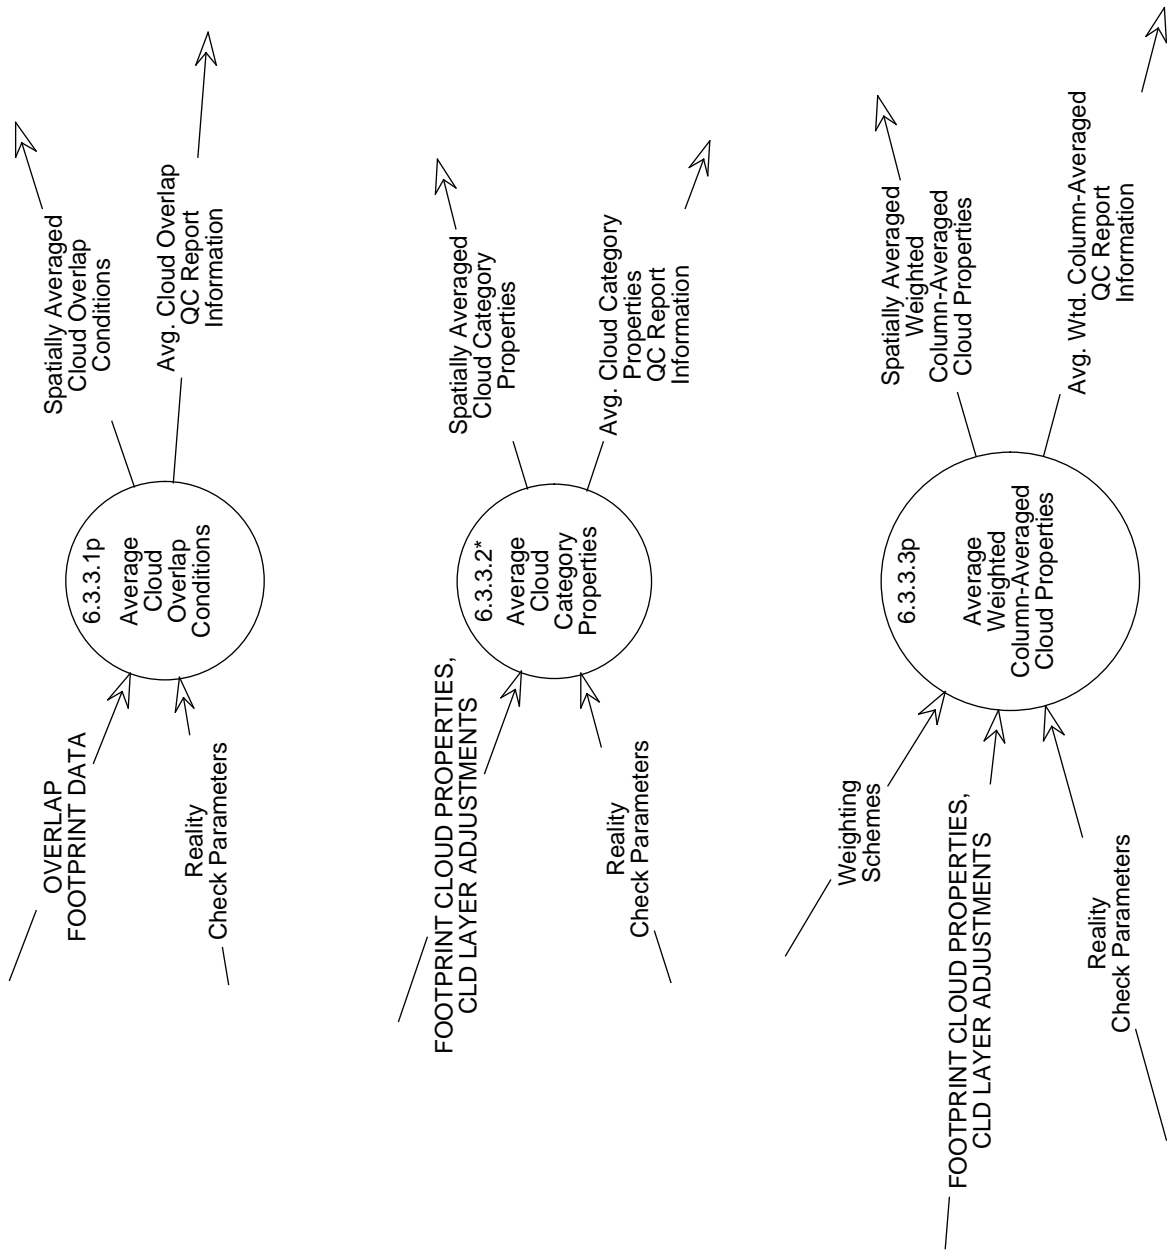 OVERLAP
FOOTPRINT DATA
Reality
Check Parameters
6.3.3.1p
Average
Cloud
Overlap
Conditions
Spatially Averaged
Cloud Overlap
Conditions
Avg. Cloud Overlap
QC Report
Information
FOOTPRINT CLOUD PROPERTIES,
CLD LAYER ADJUSTMENTS
Reality
Check Parameters
6.3.3.2*
Average
Cloud
Category
Properties
Spatially Averaged
Cloud Category
Properties
Avg. Cloud Category
Properties
QC Report
Information
Weighting
Schemes
FOOTPRINT CLOUD PROPERTIES,
CLD LAYER ADJUSTMENTS
Reality
Check Parameters
6.3.3.3p
Average
Weighted
Column-Averaged
Cloud Properties
Spatially Averaged
Weighted
Column-Averaged
Cloud Properties
Avg. Wtd. Column-Averaged
QC Report
Information